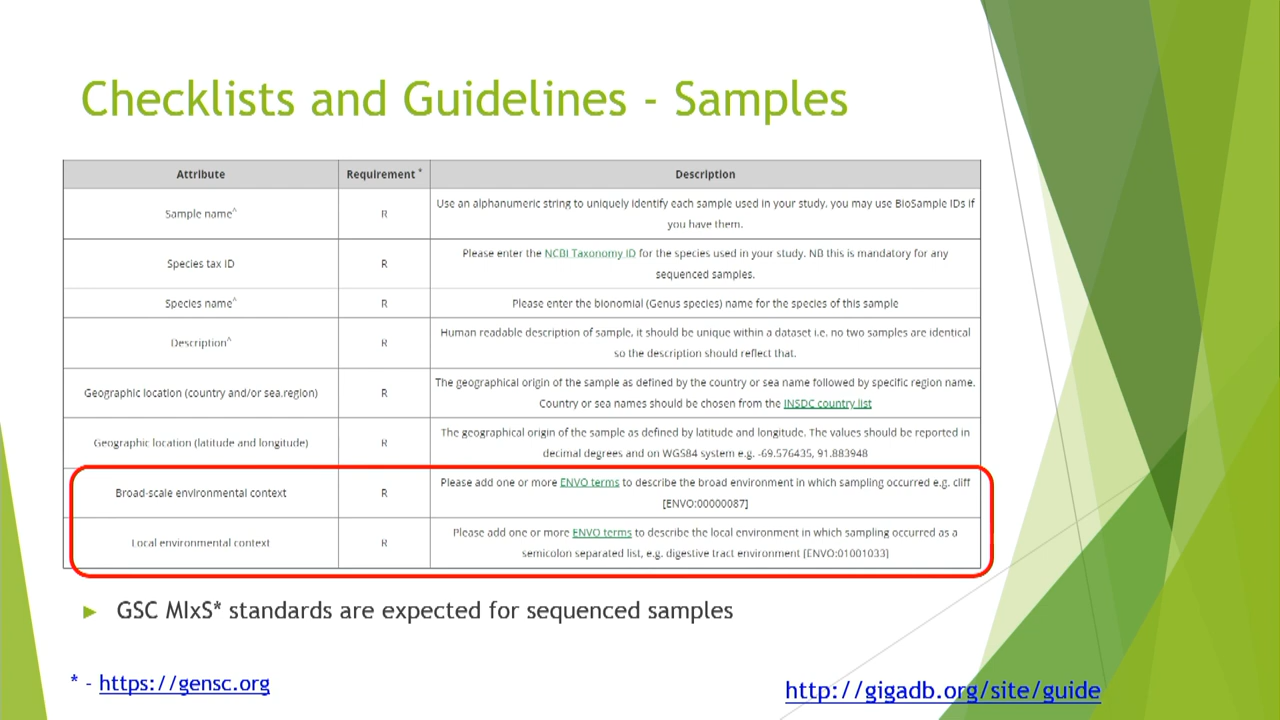 Checklists and Guidelines - Samples
Attribute Requirement * Description
Sample name^ R Use an alphanumeric string to uniquely identify each sample used in your study, you may use BioSample IDs if
you have them.
Species tax ID R Please enter the NCBI Taxonomy ID for the species used in your study. NB this is mandatory for any
sequenced samples.
Species name^ R Please enter the bionomial (Genus species) name for the species of this sample
Description^ R Human readable description of sample, it should be unique within a dataset i.e. no two samples are identical
so the description should reflect that.
Geographic location (country and/or sea,region) R The geographical origin of the sample as defined by the country or sea name followed by specific region name.
Country or sea names should be chosen from the INSDC country list
Geographic location (latitude and longitude) R The geographical origin of the sample as defined by latitude and longitude. The values should be reported in
decimal degrees and on WGS84 system e.g. -69.576435, 91.883948
Broad-scale environmental context R Please add one or more ENVO terms to describe the broad environment in which sampling occurred e.g. cliff
[ENVO:00000087]
Local environmental context R Please add one or more ENVO terms to describe the local environment in which sampling occurred as a
semicolon separated list, e.g. digestive tract environment [ENVO:01001033]
GSC MIxS* standards are expected for sequenced samples
* - https://gensc.org
http://gigadb.org/site/guide